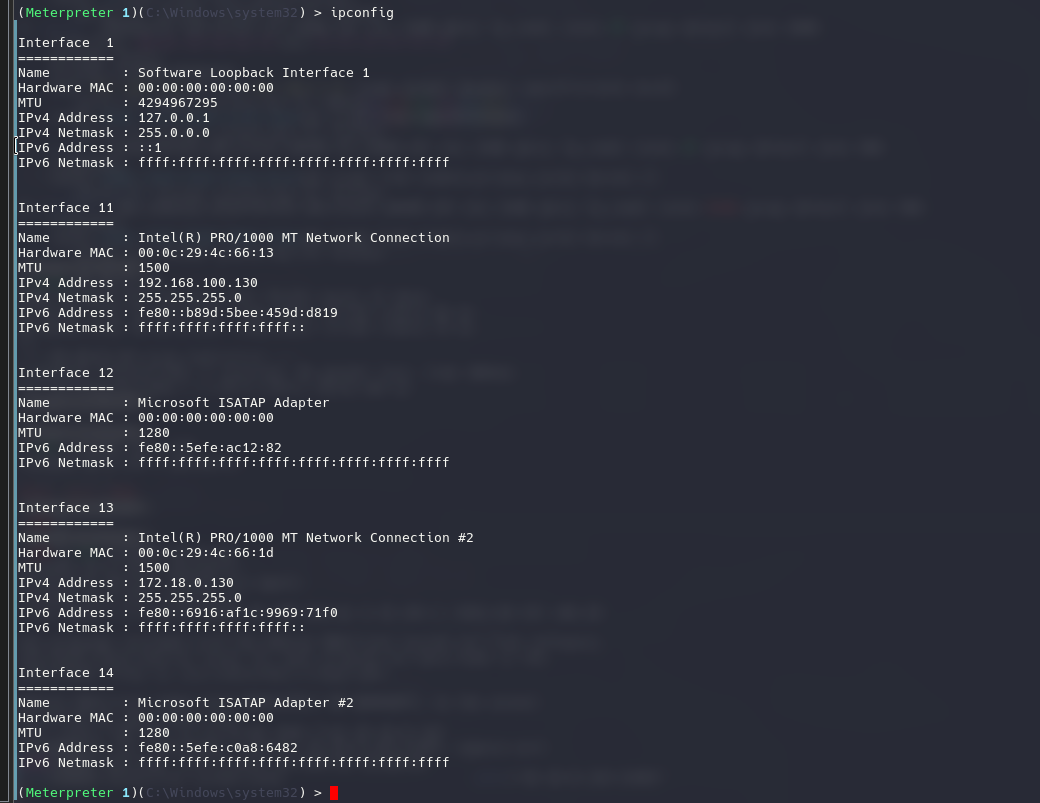 (Meterpreter 1)(C:\Windows\system32) > ipconfig
Interface  1
============
Name         : Software Loopback Interface 1
Hardware MAC : 00:00:00:00:00:00
MTU          : 4294967295
IPv4 Address : 127.0.0.1
IPv4 Netmask : 255.0.0.0
IPv6 Address : ::1
IPv6 Netmask : ffff:ffff:ffff:ffff:ffff:ffff:ffff:ffff
Interface 11
============
Name         : Intel(R) PRO/1000 MT Network Connection
Hardware MAC : 00:0c:29:4c:66:13
MTU          : 1500
IPv4 Address : 192.168.100.130
IPv4 Netmask : 255.255.255.0
IPv6 Address : fe80::b89d:5bee:459d:d819
IPv6 Netmask : ffff:ffff:ffff:ffff::
Interface 12
============
Name         : Microsoft ISATAP Adapter
Hardware MAC : 00:00:00:00:00:00
MTU          : 1280
IPv6 Address : fe80::5efe:ac12:82
IPv6 Netmask : ffff:ffff:ffff:ffff:ffff:ffff:ffff:ffff
Interface 13
============
Name         : Intel(R) PRO/1000 MT Network Connection #2
Hardware MAC : 00:0c:29:4c:66:1d
MTU          : 1500
IPv4 Address : 172.18.0.130
IPv4 Netmask : 255.255.255.0
IPv6 Address : fe80::6916:af1c:9969:71f0
IPv6 Netmask : ffff:ffff:ffff:ffff::
Interface 14
============
Name         : Microsoft ISATAP Adapter #2
Hardware MAC : 00:00:00:00:00:00
MTU          : 1280
IPv6 Address : fe80::5efe:c0a8:6482
IPv6 Netmask : ffff:ffff:ffff:ffff:ffff:ffff:ffff:ffff
(Meterpreter 1)(C:\Windows\system32) >